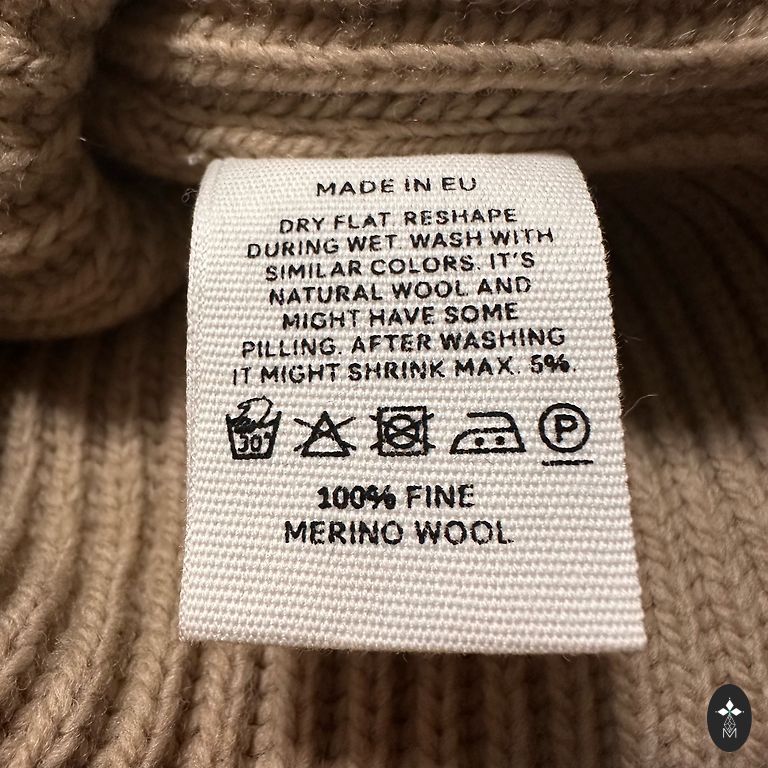 MADE IN EU
DRY FLAT RESHAPE
DURING WET WASH WITH
SIMILAR COLORS. IT'S
NATURAL WOOL AND
MIGHT HAVE SOME
PILLING. AFTER WASHING
IT MIGHT SHRINK MAX. 5%.
30° P
100% FINE
MERINO WOOL
M